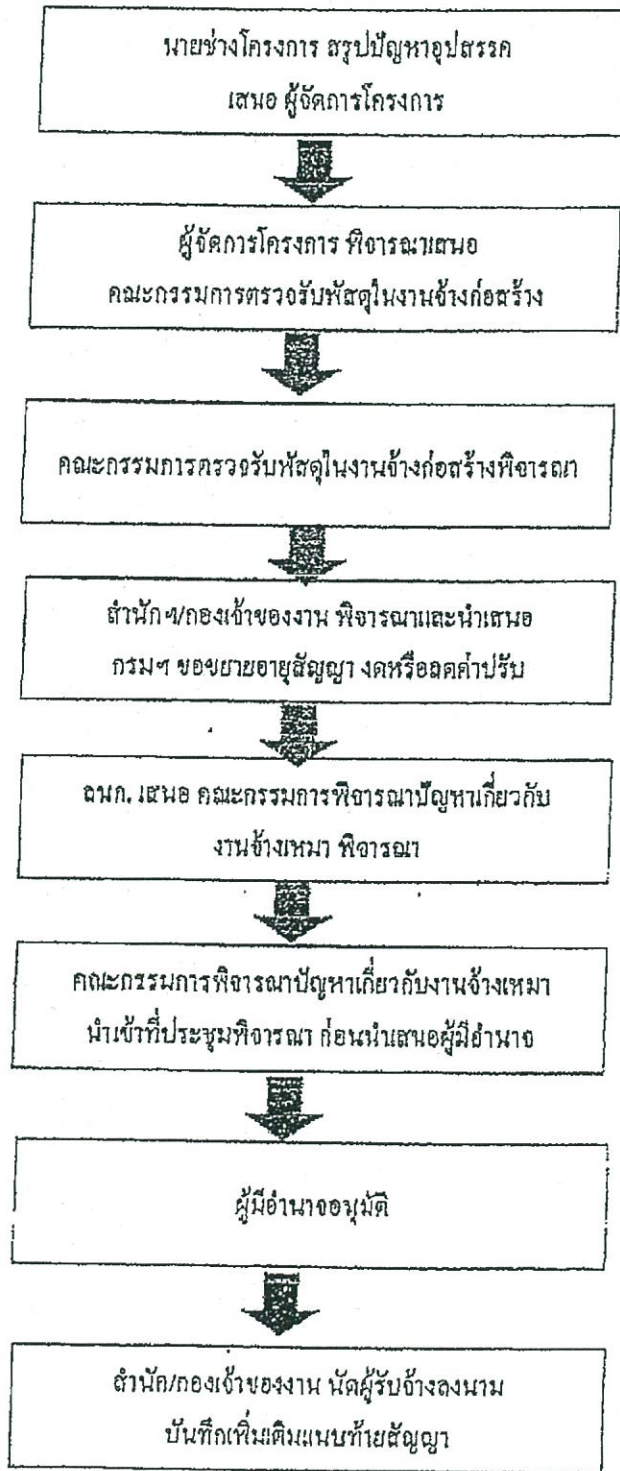 นายช่างโครงการ สรุปปัญหาอุปสรรค
เสนอ ผู้จัดการโครงการ
ผู้จัดการโครงการ พิจารณาเสนอ
คณะกรรมการตรวจรับพัสดุในงานจ้างก่อสร้าง
คณะกรรมการตรวจรับพัสดุในงานจ้างก่อสร้างพิจารณา
สำนักฯ/กองเจ้าของงาน พิจารณาและนำเสนอ
กรมฯ ขอขยายอายุสัญญา งดหรือลดค่าปรับ
ลนก. เสนอ คณะกรรมการพิจารณาปัญหาเกี่ยวกับ
งานจ้างเหมา พิจารณา
คณะกรรมการพิจารณาปัญหาเกี่ยวกับงานจ้างเหมา
นำเข้าที่ประชุมพิจารณา ก่อนนำเสนอผู้มีอำนาจ
ผู้มีอำนาจอนุมัติ
สำนัก/กองเจ้าของงาน นัดผู้รับจ้างลงนาม
บันทึกเพิ่มเติมแนบท้ายสัญญา